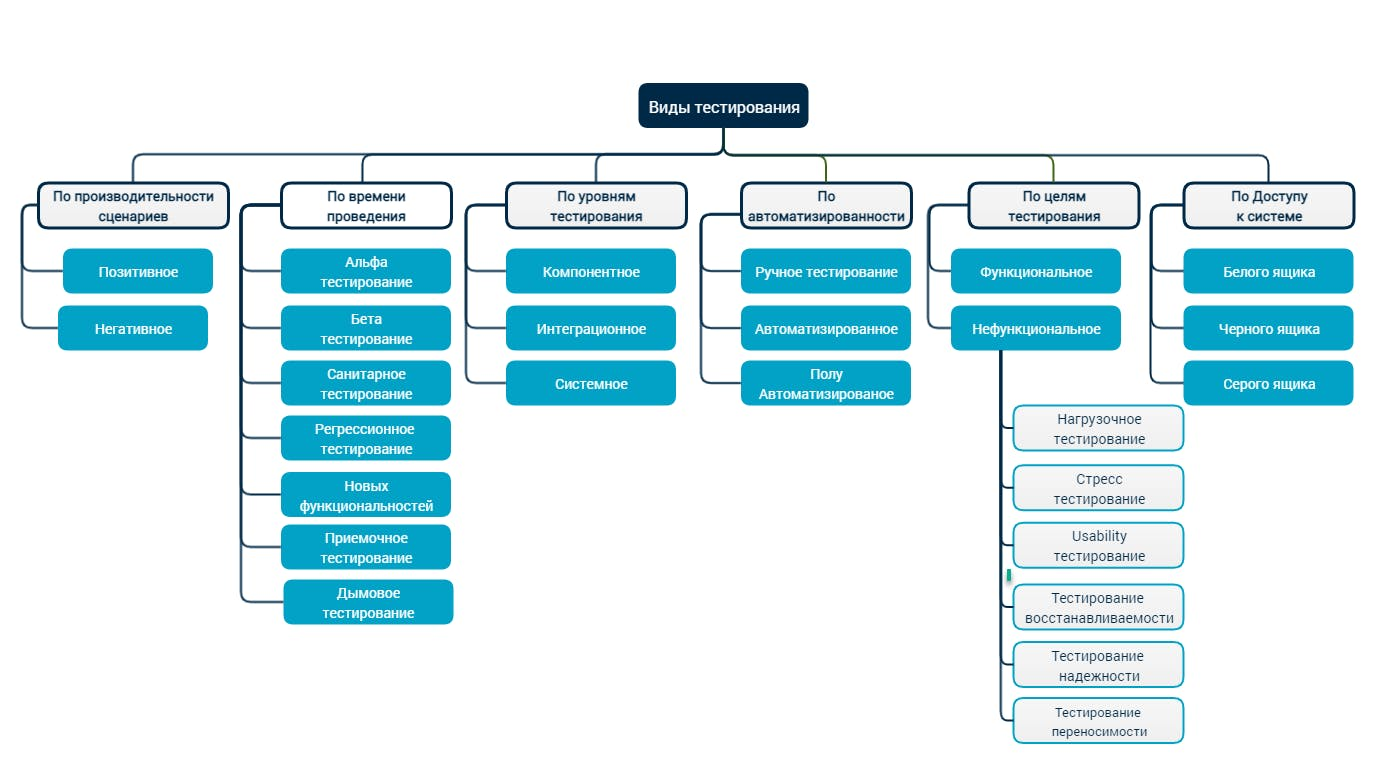 Виды тестирования
По производительности
сценариев
Позитивное
Негативное
По времени
проведения
Альфа
тестирование
Бета
тестирование
Санитарное
тестирование
Регрессионное
тестирование
Новых
функциональностей
Приемочное
тестирование
Дымовое
тестирование
По уровням
тестирования
Компонентное
Интеграционное
Системное
По
автоматизированности
Ручное тестирование
Автоматизированное
Полу
Автоматизированое
По целям
тестирования
Функциональное
Нефункциональное
Нагрузочное
тестирование
Стресс
тестирование
Usability
тестирование
Тестирование
восстанавливаемости
Тестирование
надежности
Тестирование
переносимости
По Доступу
к системе
Белого ящика
Черного ящика
Серого ящика